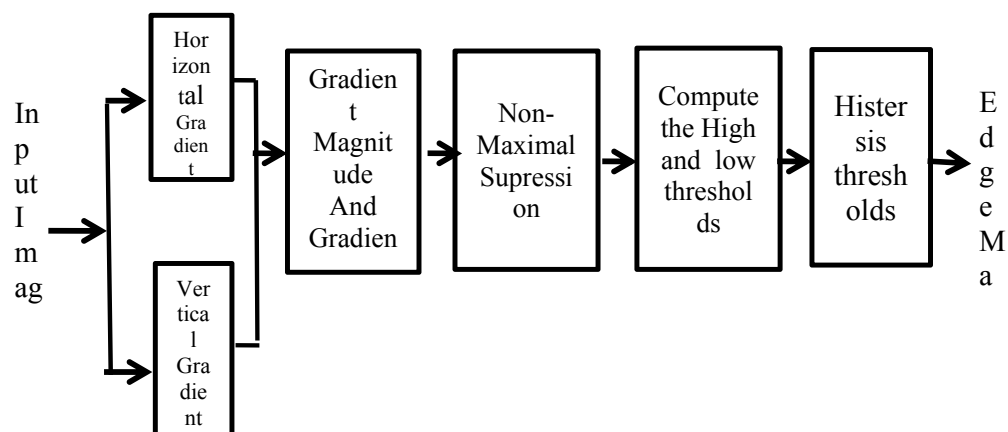 In
p
ut
I
m
ag
Hor
izon
tal
Gra
dien
t
Ver
tica
l
Gra
die
nt
Gradien
t
Magnit
ude
And
Gradien
Non-
Maximal
Supressi
on
Compute
the High
and low
threshol
ds
Hister
sis
thresh
olds
E
d
g
e
M
a